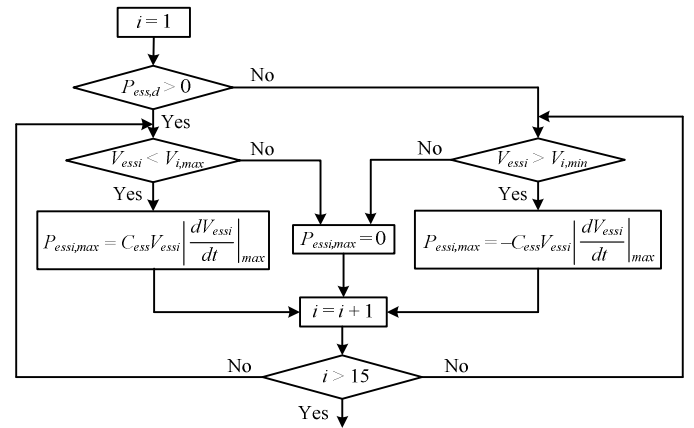 i = 1
P_ess,d > 0
No
Yes
V_essi < V_i,max
No
No
V_essi > V_i,min
Yes
Yes
P_essi,max = C_ess V_essi |dV_essi/dt|_max
P_essi,max = 0
P_essi,max = –C_ess V_essi |dV_essi/dt|_max
i = i + 1
No
i > 15
No
Yes